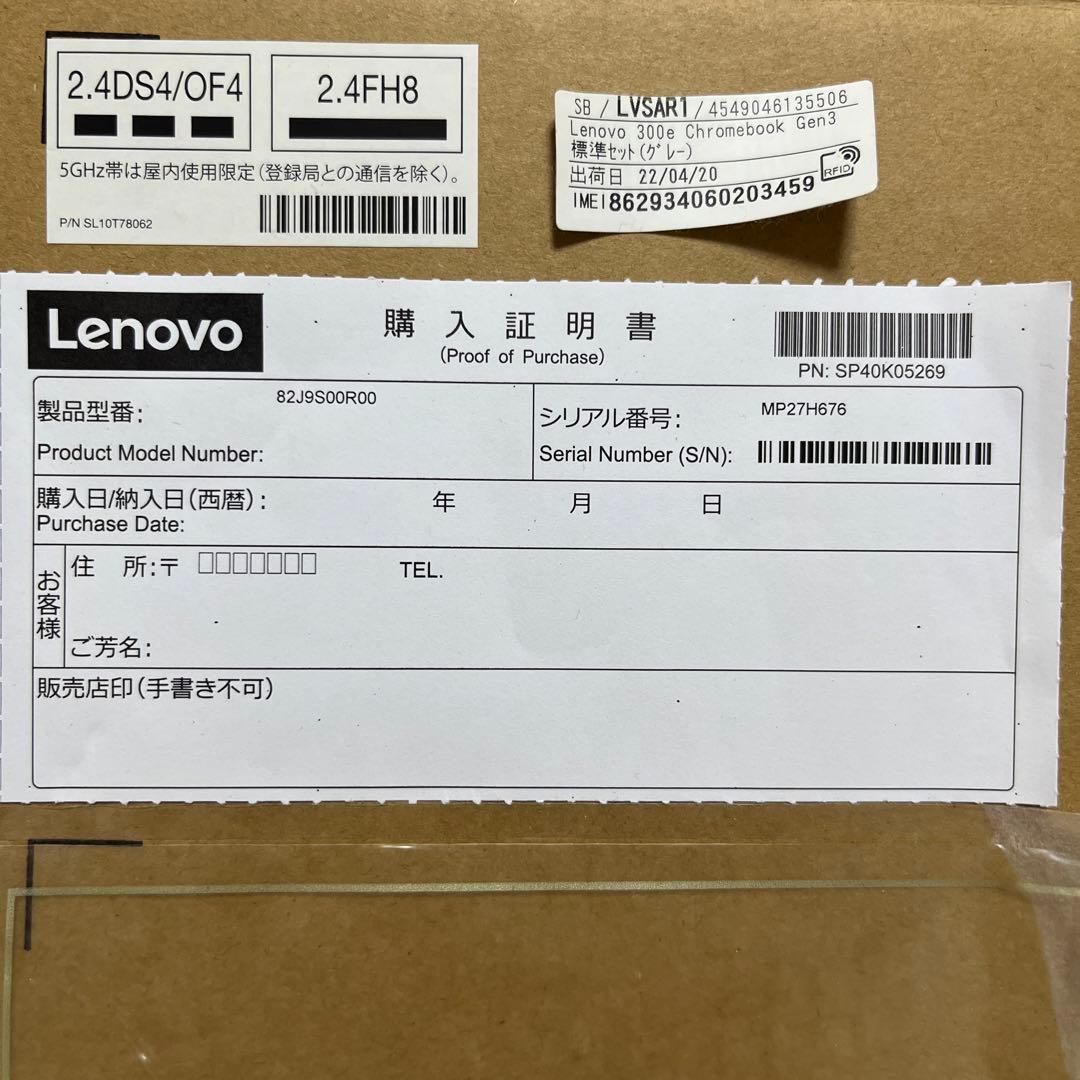 2.4DS4/OF4
2.4FH8
5GHz帯は屋内使用限定(登録局との通信を除く)。
P/N SL10T78062
SB / LVSAR1 / 4549046135506
Lenovo 300e Chromebook Gen3
標準セット(グレー)
出荷日 22/04/20
RFID
IMEI 862934060203459
Lenovo
購入証明書
(Proof of Purchase)
PN: SP40K05269
製品型番:
82J9S00R00
Product Model Number:
シリアル番号:
MP27H676
Serial Number (S/N):
購入日/納入日(西暦):
年 月 日
Purchase Date:
お客様
住 所:〒 □□□□□□□
TEL.
ご芳名:
販売店印(手書き不可)